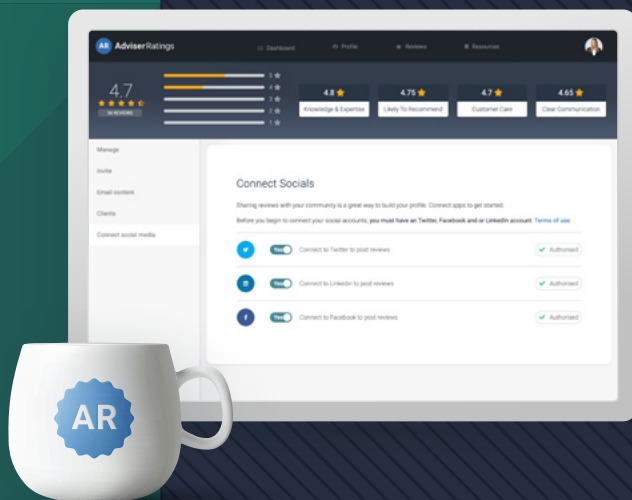 AR AdviserRatings
Dashboard
Profile
Reviews
Resources
4.7
56 REVIEWS
5
4
3
2
1
4.8
Knowledge & Expertise
4.75
Likely To Recommend
4.7
Customer Care
4.65
Clear Communication
Manage
Invite
Email content
Clients
Connect social media
Connect Socials
Sharing reviews with your community is a great way to build your profile. Connect apps to get started.
Before you begin to connect your social accounts, you must have an Twitter, Facebook and or LinkedIn account. Terms of use.
Yes Connect to Twitter to post reviews Authorised
Yes Connect to LinkedIn to post reviews Authorised
Yes Connect to Facebook to post reviews Authorised
AR